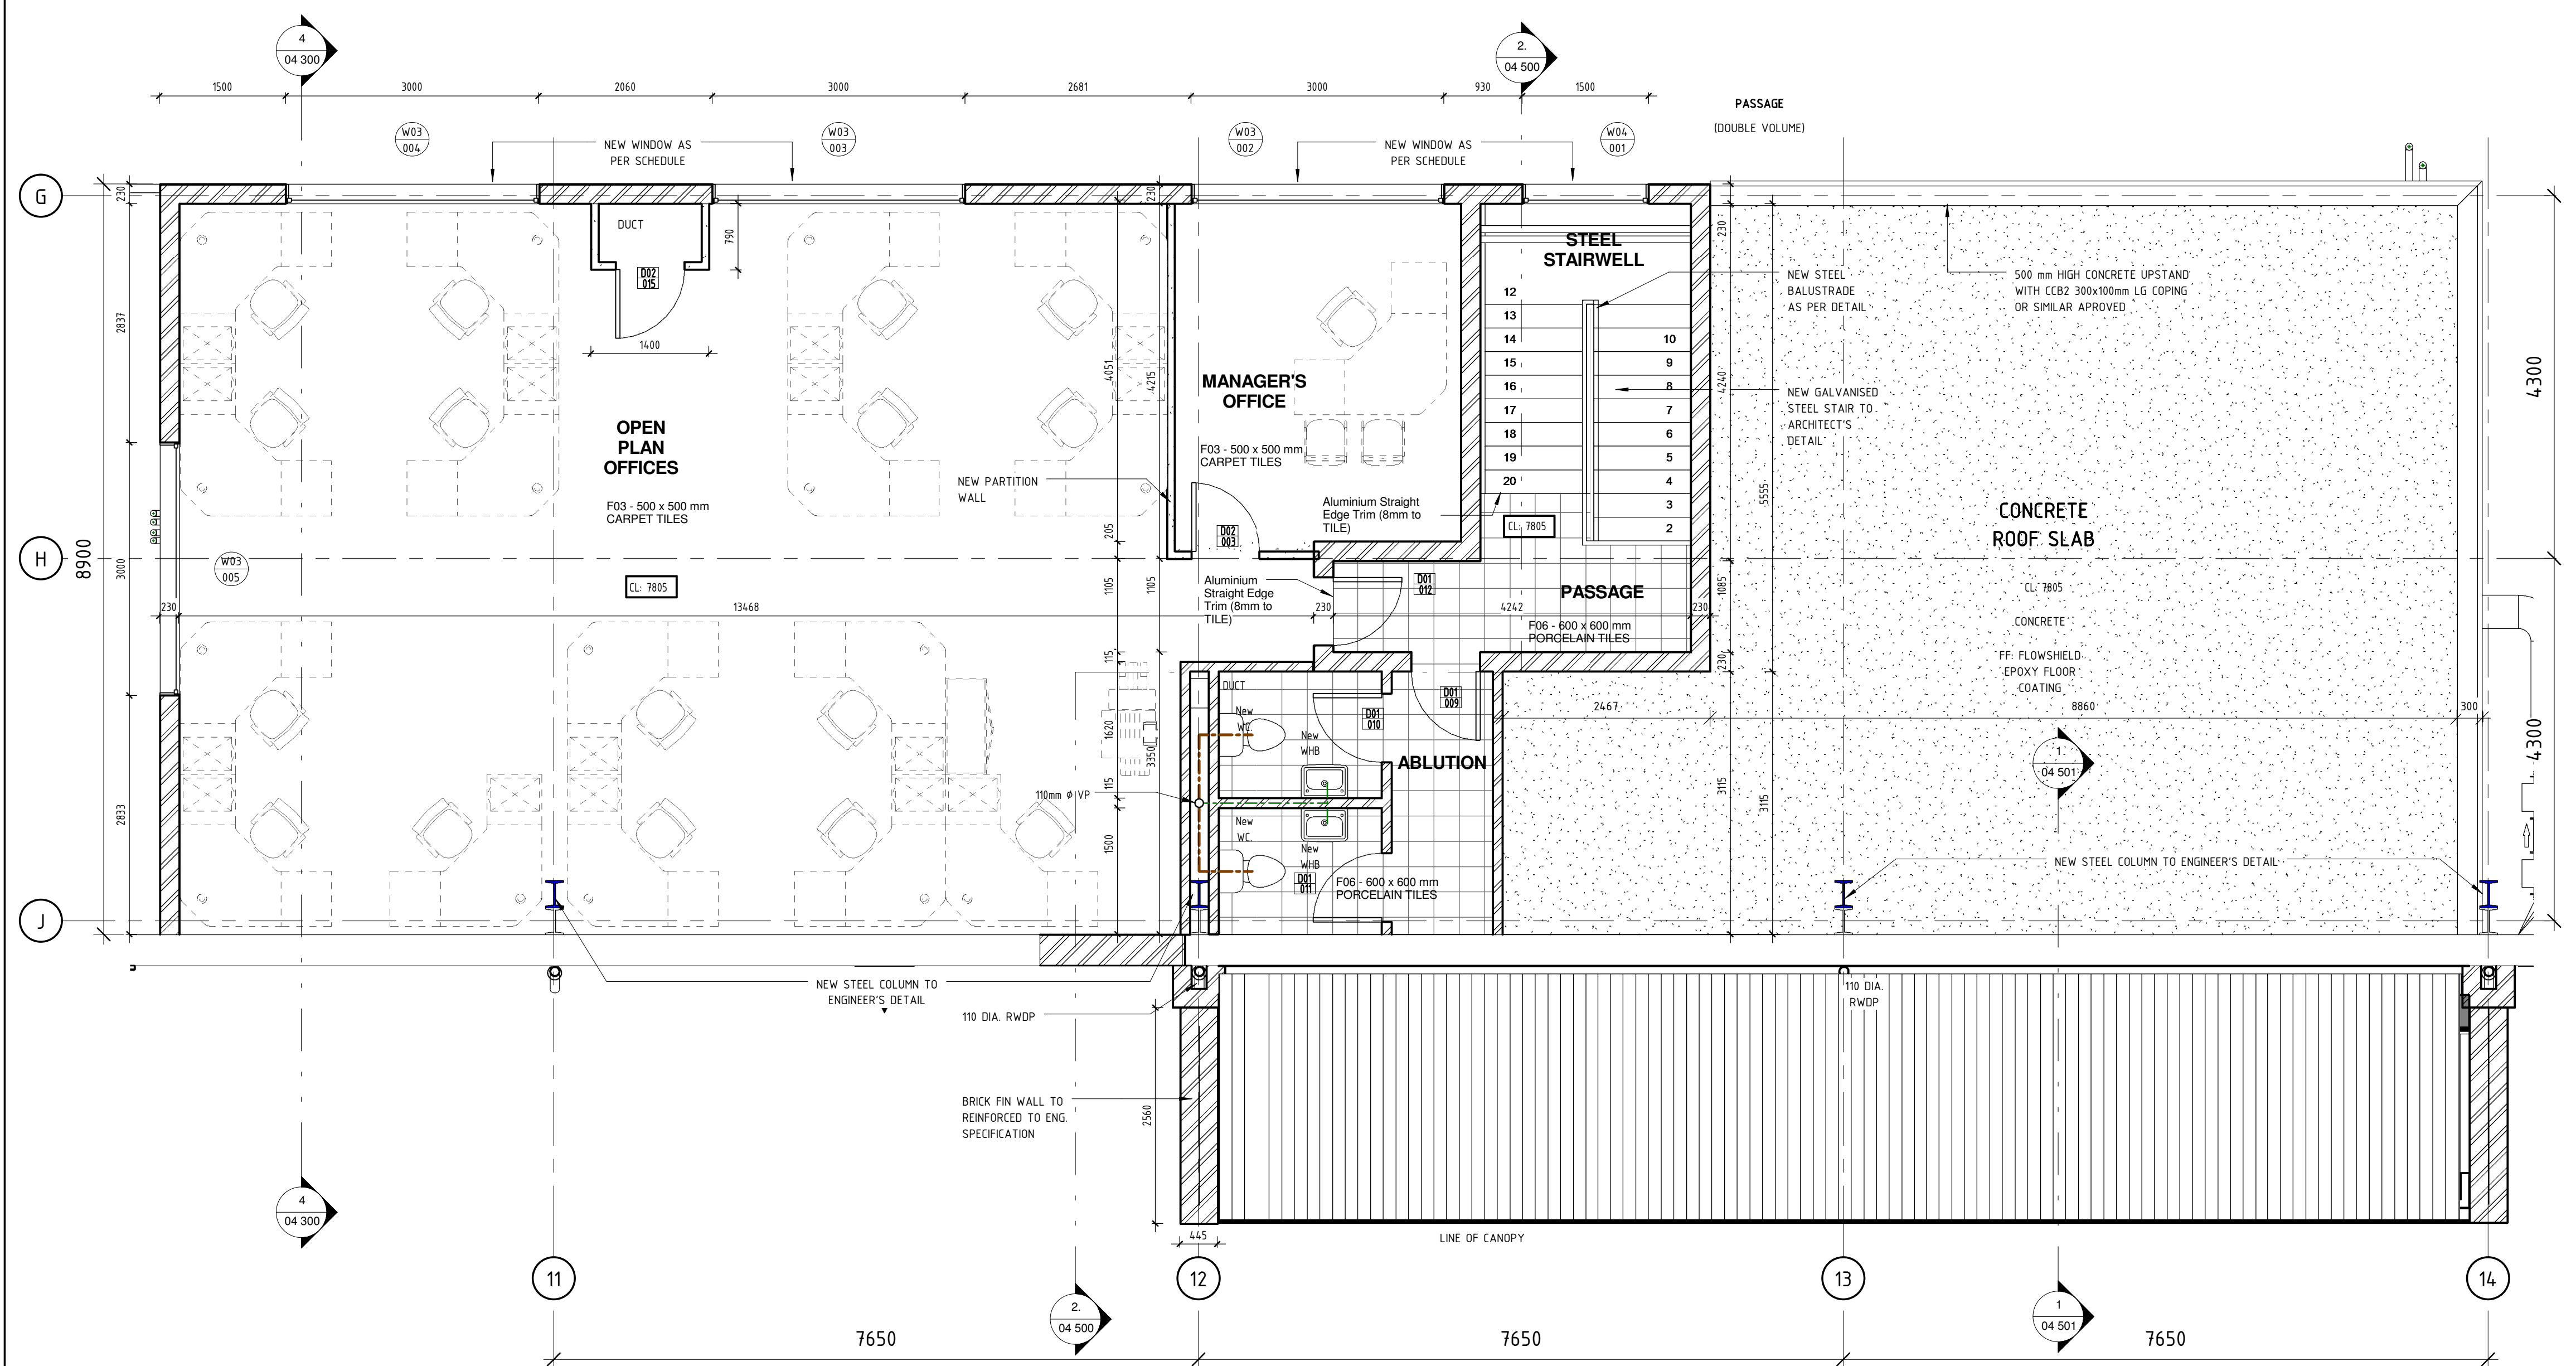 4
04 300
2.
04 500
1500
3000
2060
3000
2681
3000
930
1500
PASSAGE
(DOUBLE VOLUME)
W03
004
NEW WINDOW AS
PER SCHEDULE
W03
003
W03
002
NEW WINDOW AS
PER SCHEDULE
W04
001
G
230
230
DUCT
790
D02
015
1400
STEEL
STAIRWELL
230
NEW STEEL
BALUSTRADE
AS PER DETAIL
500 mm HIGH CONCRETE UPSTAND
WITH CCB2 300x100mm LG COPING
OR SIMILAR APROVED
12
13
14
15
16
17
18
19
20
10
9
8
7
6
5
4
3
2
2837
4051
4215
4240
4300
MANAGER'S
OFFICE
NEW GALVANISED
STEEL STAIR TO
ARCHITECT'S
DETAIL
OPEN
PLAN
OFFICES
F03 - 500 x 500 mm
CARPET TILES
F03 - 500 x 500 mm
CARPET TILES
NEW PARTITION
WALL
Aluminium Straight
Edge Trim (8mm to
TILE)
CL: 7805
5555
CONCRETE
ROOF SLAB
205
D02
003
H
8900
3000
W03
005
CL: 7805
1105
1105
Aluminium
Straight Edge
Trim (8mm to
TILE)
D01
012
PASSAGE
1085
CL: 7805
230
13468
230
4242
230
F06 - 600 x 600 mm
PORCELAIN TILES
CONCRETE
FF: FLOWSHIELD
EPOXY FLOOR
COATING
115
230
DUCT
New
WC.
D01
010
D01
009
New
WHB
2467
8860
300
1620
3350
4300
ABLUTION
1
04 501
115
110mm ϕ VP
2833
3115
3115
1500
New
WC.
New
WHB
D01
011
F06 - 600 x 600 mm
PORCELAIN TILES
NEW STEEL COLUMN TO ENGINEER'S DETAIL
J
NEW STEEL COLUMN TO
ENGINEER'S DETAIL
110 DIA. RWDP
110 DIA.
RWDP
BRICK FIN WALL TO
REINFORCED TO ENG.
SPECIFICATION
2560
445
LINE OF CANOPY
4
04 300
11
12
13
14
2.
04 500
1
04 501
7650
7650
7650